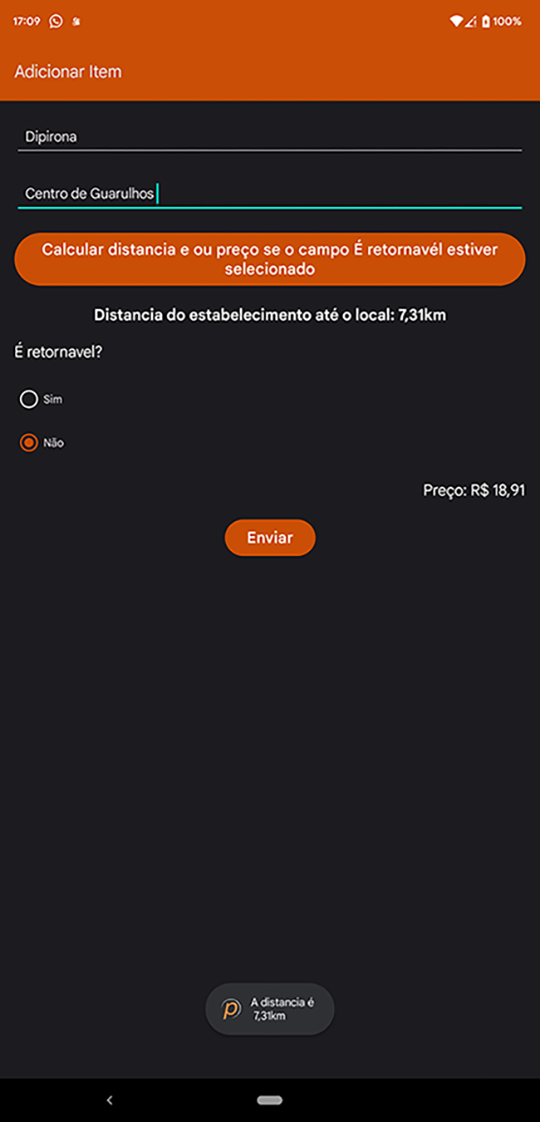 17:09
100%
Adicionar Item
Dipirona
Centro de Guarulhos
Calcular distancia e ou preço se o campo É retornavél estiver
selecionado
Distancia do estabelecimento até o local: 7,31km
É retornavel?
Sim
Não
Preço: R$ 18,91
Enviar
p
A distancia é
7,31km